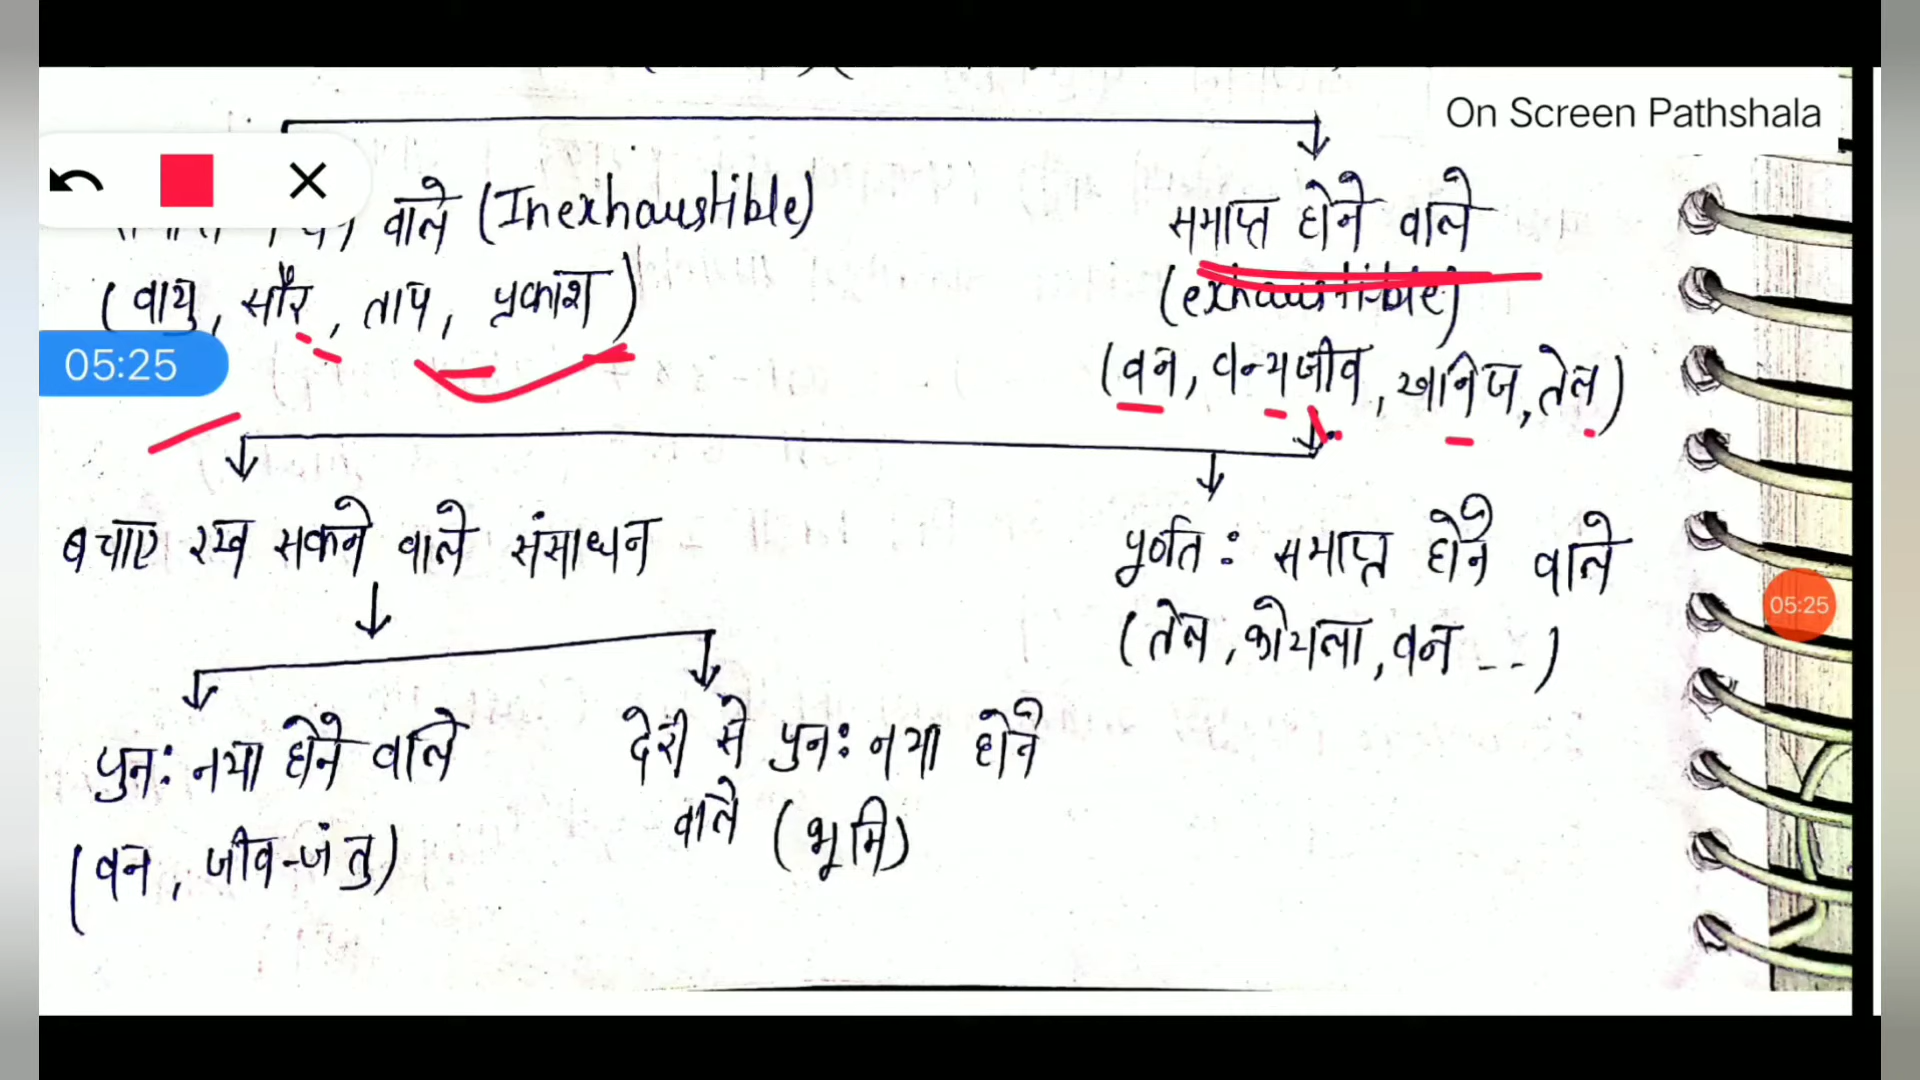 On Screen Pathshala
वाले (Inexhaustible)
समाप्त होने वाले
(वायु, सौर, ताप, प्रकाश)
(exhaustible)
05:25
(वन, वन्यजीव, खनिज, तेल)
बचाए रख सकने वाले संसाधन
पूर्णत: समाप्त होने वाले
(तेल, कोयला, वन --)
05:25
पुन: नया होने वाले
देरी से पुन: नया होने
वाले (भूमि)
(वन, जीव-जंतु)